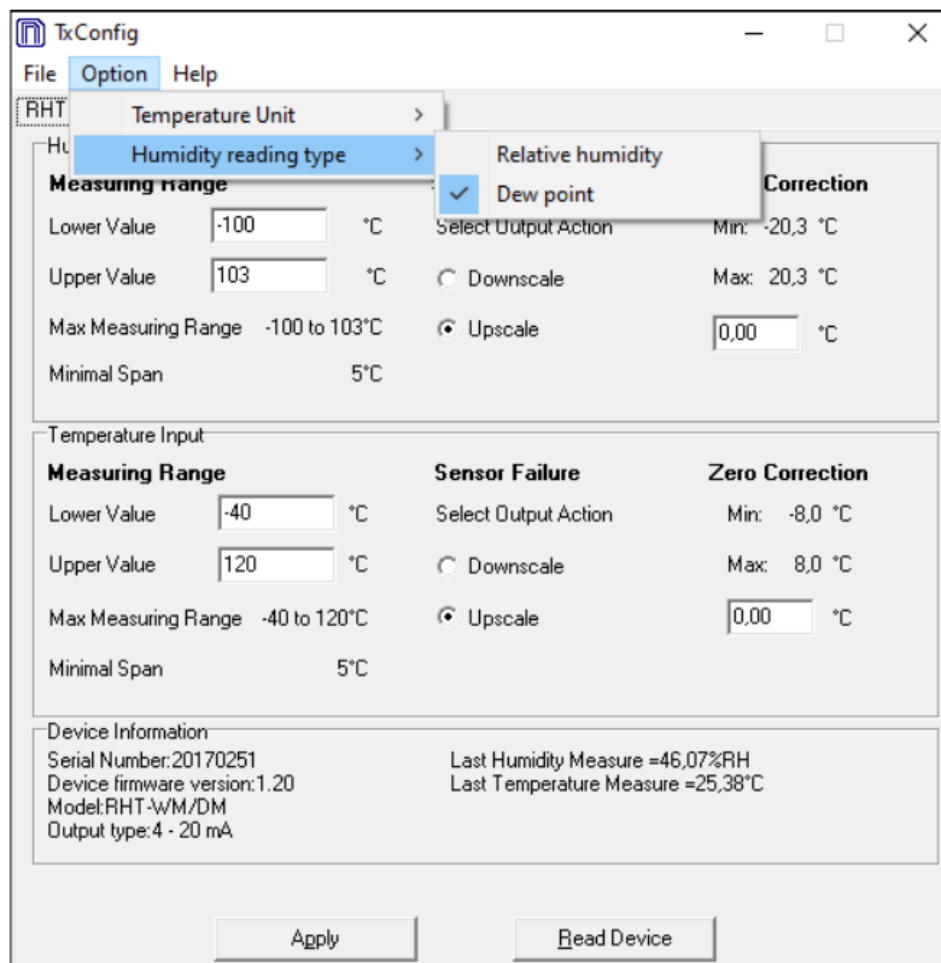 TxConfig
File Option Help
RHT
Temperature Unit
Humidity reading type
Relative humidity
Dew point
Measuring Range
Correction
Lower Value -100 °C
Select Output Action
Min: -20,3 °C
Upper Value 103 °C
Downscale
Max: 20,3 °C
Max Measuring Range -100 to 103°C
Upscale
0,00 °C
Minimal Span 5°C
Temperature Input
Measuring Range
Sensor Failure
Zero Correction
Lower Value -40 °C
Select Output Action
Min: -8,0 °C
Upper Value 120 °C
Downscale
Max: 8,0 °C
Max Measuring Range -40 to 120°C
Upscale
0,00 °C
Minimal Span 5°C
Device Information
Serial Number:20170251
Last Humidity Measure =46,07%RH
Device firmware version:1.20
Last Temperature Measure =25,38°C
Model:RHT-WM/DM
Output type:4 - 20 mA
Apply
Read Device